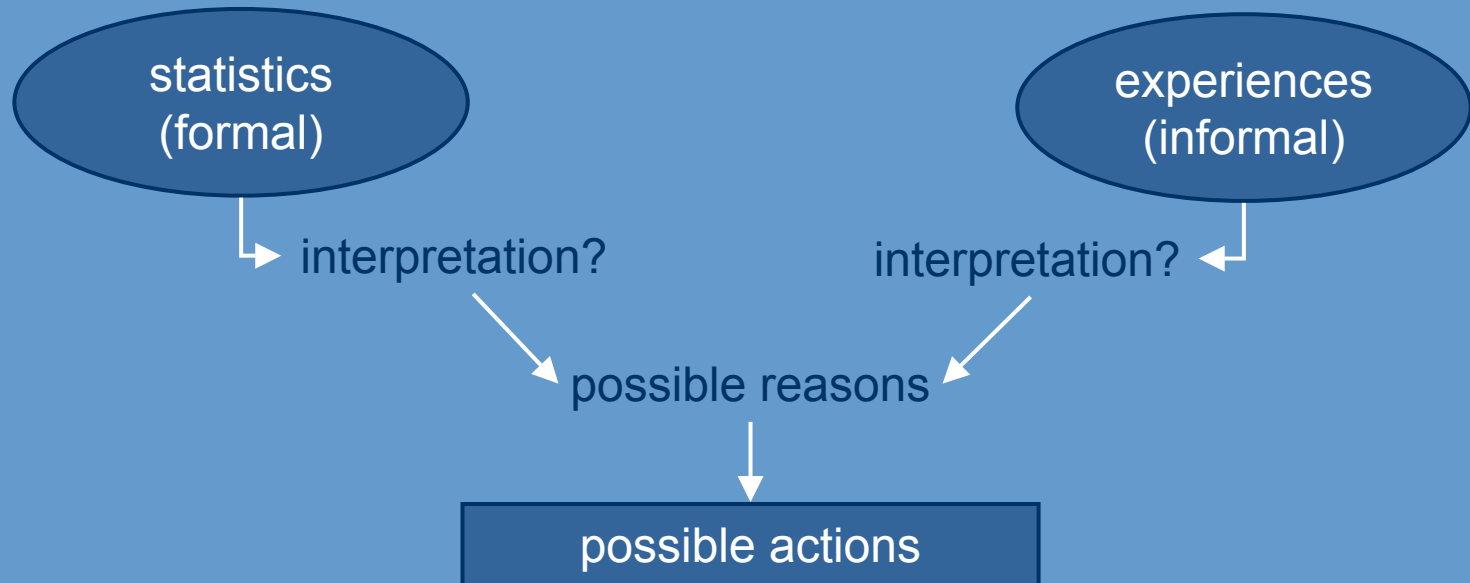 statistics
(formal)
experiences
(informal)
interpretation?
interpretation?
possible reasons
possible actions